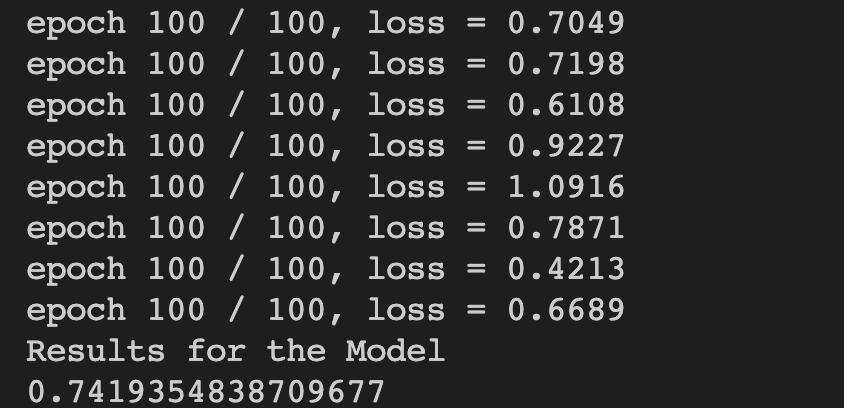 epoch 100 / 100, loss = 0.7049
epoch 100 / 100, loss = 0.7198
epoch 100 / 100, loss = 0.6108
epoch 100 / 100, loss = 0.9227
epoch 100 / 100, loss = 1.0916
epoch 100 / 100, loss = 0.7871
epoch 100 / 100, loss = 0.4213
epoch 100 / 100, loss = 0.6689
Results for the Model
0.7419354838709677